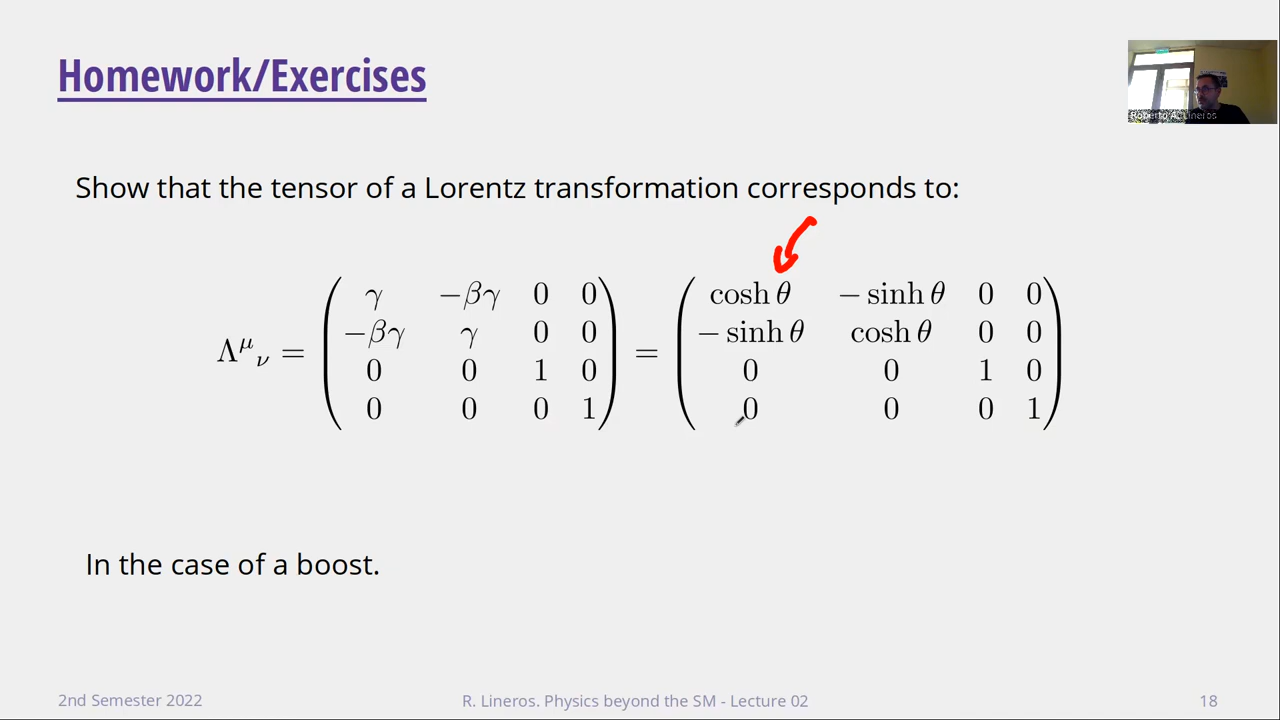 Homework/Exercises
Roberto A. Lineros
Show that the tensor of a Lorentz transformation corresponds to:
Λ^μ_ν = ( γ −βγ 0 0 ) = ( cosh θ − sinh θ 0 0 )
( −βγ γ 0 0 ) ( − sinh θ cosh θ 0 0 )
( 0 0 1 0 ) ( 0 0 1 0 )
( 0 0 0 1 ) ( 0 0 0 1 )
In the case of a boost.
2nd Semester 2022 R. Lineros. Physics beyond the SM - Lecture 02 18